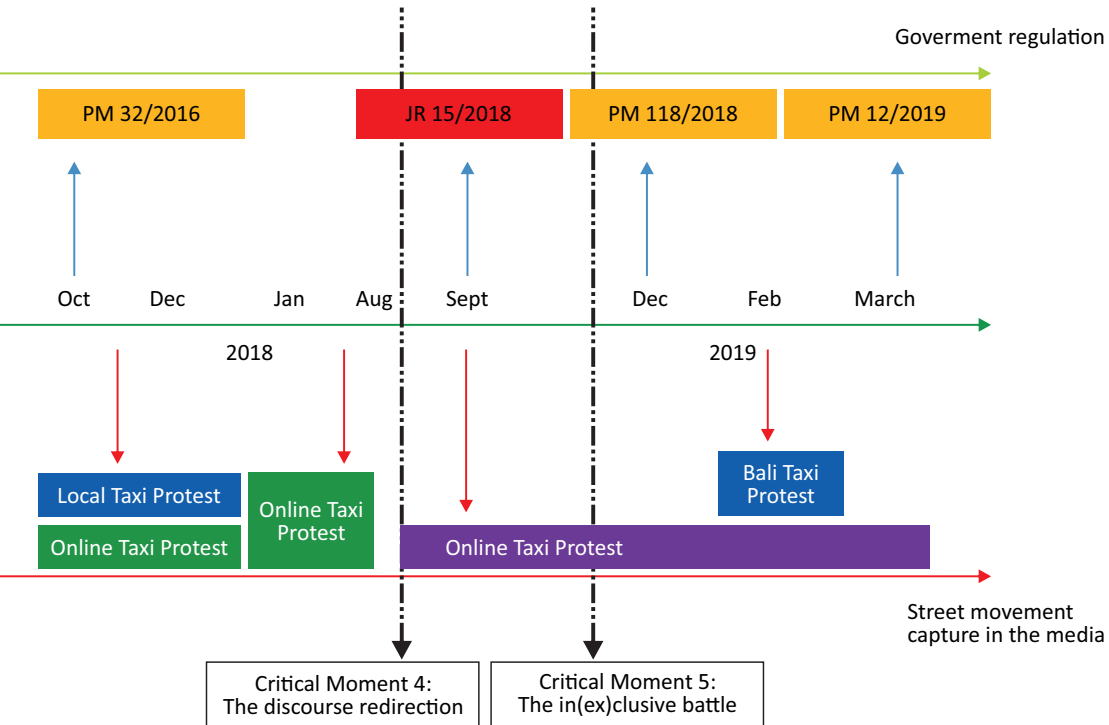 Goverment regulation
PM 32/2016
JR 15/2018
PM 118/2018
PM 12/2019
Oct
Dec
Jan
Aug
Sept
Dec
Feb
March
2018
2019
Local Taxi Protest
Online Taxi Protest
Online Taxi
Protest
Online Taxi Protest
Bali Taxi
Protest
Street movement
capture in the media
Critical Moment 4:
The discourse redirection
Critical Moment 5:
The in(ex)clusive battle